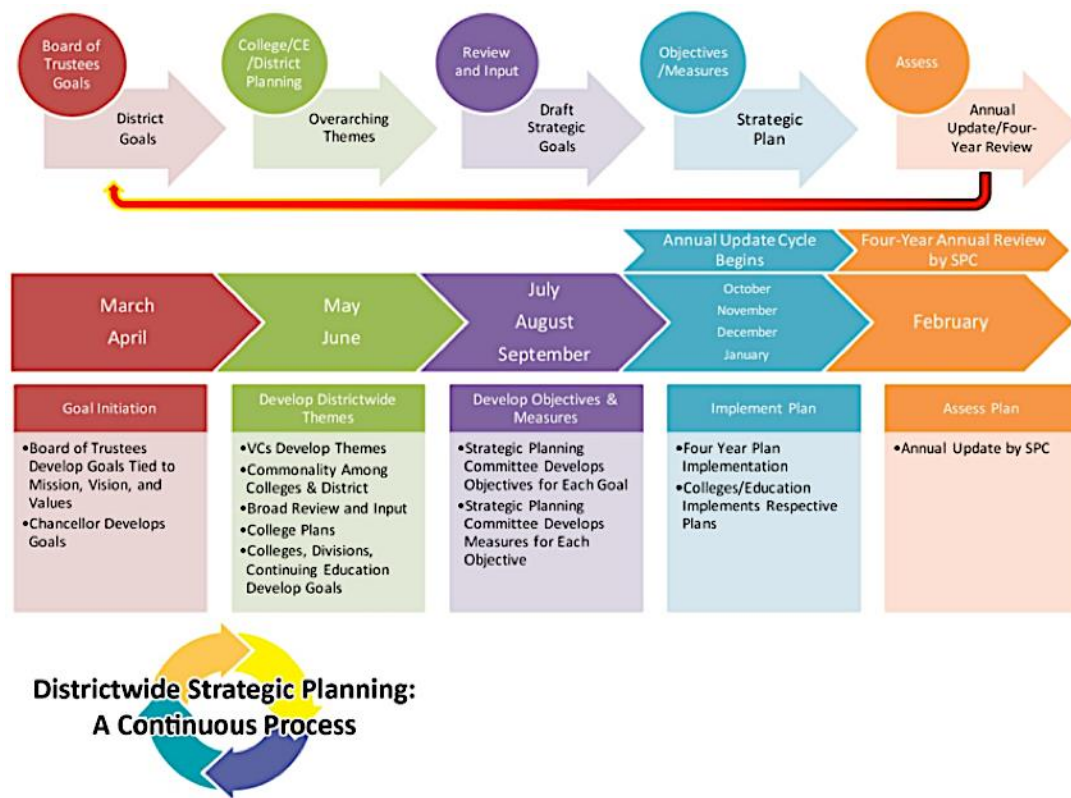 Board of
Trustees
Goals
District
Goals
College/CE
/District
Planning
Overarching
Themes
Review
and Input
Draft
Strategic
Goals
Objectives
/Measures
Strategic
Plan
Assess
Annual
Update/Four-
Year Review
Annual Update Cycle
Begins
Four-Year Annual Review
by SPC
March
April
May
June
July
August
September
October
November
December
January
February
Goal Initiation
•Board of Trustees
Develop Goals Tied to
Mission, Vision, and
Values
•Chancellor Develops
Goals
Develop Districtwide
Themes
•VCs Develop Themes
•Commonality Among
Colleges & District
•Broad Review and Input
•College Plans
•Colleges, Divisions,
Continuing Education
Develop Goals
Develop Objectives &
Measures
•Strategic Planning
Committee Develops
Objectives for Each Goal
•Strategic Planning
Committee Develops
Measures for Each
Objective
Implement Plan
•Four Year Plan
Implementation
•Colleges/Education
Implements Respective
Plans
Assess Plan
•Annual Update by SPC
Districtwide Strategic Planning:
A Continuous Process